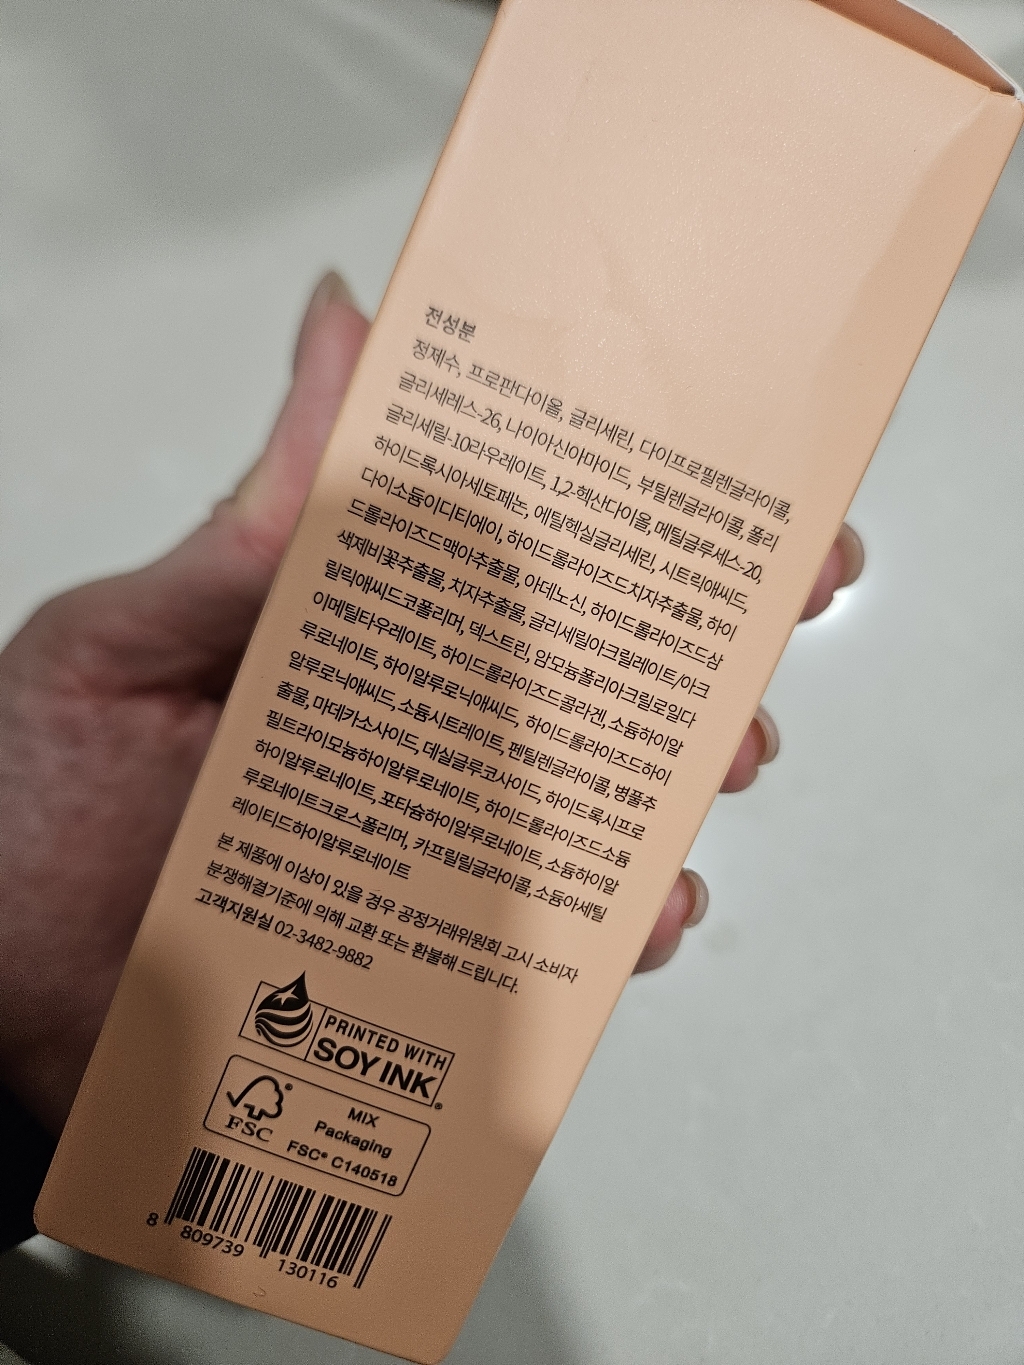 전성분
정제수, 프로판다이올, 글리세린, 다이프로필렌글라이콜,
글리세레스-26, 나이아신아마이드, 부틸렌글라이콜, 폴리
글리세릴-10라우레이트, 1,2-헥산다이올, 메틸글루세스-20,
하이드록시아세토페논, 에틸헥실글리세린, 시트릭애씨드,
다이소듐이디티에이, 하이드롤라이즈드치자추출물, 하이
드롤라이즈드맥아추출물, 아데노신, 하이드롤라이즈드삼
색제비꽃추출물, 치자추출물, 글리세릴아크릴레이트/아크
릴릭애씨드코폴리머, 덱스트린, 암모늄폴리아크릴로일다
이메틸타우레이트, 하이드롤라이즈드콜라겐, 소듐하이알
루로네이트, 하이알루로닉애씨드, 하이드롤라이즈드하이
알루로닉애씨드, 소듐시트레이트, 펜틸렌글라이콜, 병풀추
출물, 마데카소사이드, 데실글루코사이드, 하이드록시프로
필트라이모늄하이알루로네이트, 하이드롤라이즈드소듐
하이알루로네이트, 포타슘하이알루로네이트, 소듐하이알
루로네이트크로스폴리머, 카프릴릴글라이콜, 소듐아세틸
레이티드하이알루로네이트
본 제품에 이상이 있을 경우 공정거래위원회 고시 소비자
분쟁해결기준에 의해 교환 또는 환불해 드립니다.
고객지원실 02-3482-9882
PRINTED WITH
SOY INK®
FSC®
MIX
Packaging
FSC® C140518
8 809739 130116